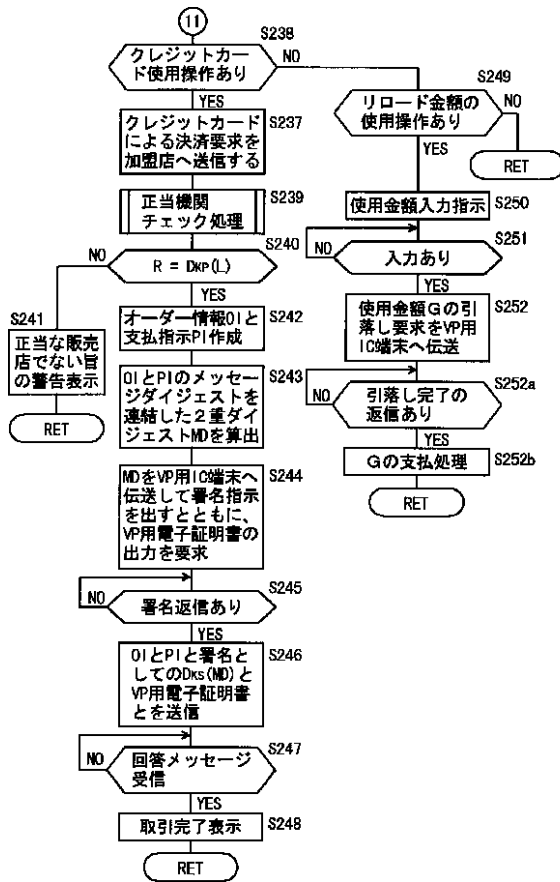 11
S238
クレジットカー
ド使用操作あり
NO
YES
S237
クレジットカード
による決済要求を
加盟店へ送信する
S239
正当機関
チェック処理
S240
NO
R = DKP(L)
YES
S241
正当な販売
店でない旨
の警告表示
RET
S242
オーダー情報OIと
支払指示PI作成
S243
OIとPIのメッセー
ジダイジェストを
連結した2重ダイ
ジェストMDを算出
S244
MDをVP用IC端末へ
伝送して署名指示
を出すとともに、
VP用電子証明書の
出力を要求
S245
NO
署名返信あり
YES
S246
OIとPIと署名と
してのDKS(MD)と
VP用電子証明書
とを送信
S247
NO
回答メッセージ
受信
YES
取引完了表示
S248
RET
S249
リロード金額の
使用操作あり
NO
RET
YES
使用金額入力指示
S250
S251
NO
入力あり
YES
S252
使用金額Gの引
落し要求をVP用
IC端末へ伝送
S252a
NO
引落し完了の
返信あり
YES
Gの支払処理
S252b
RET